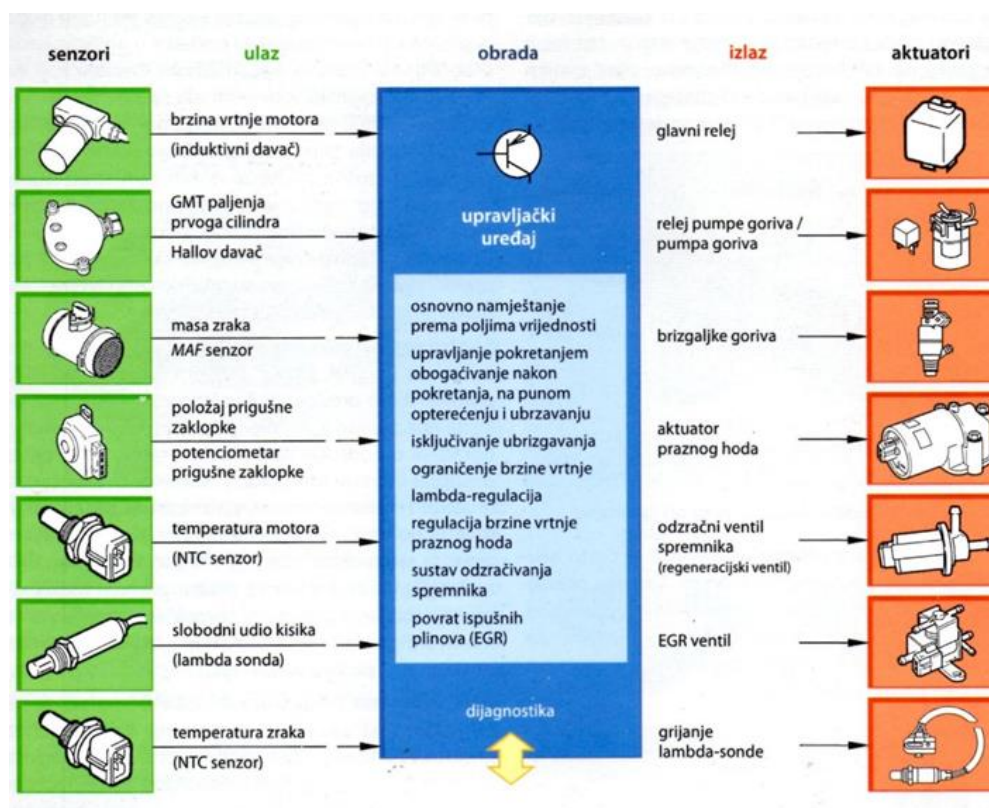 senzori
ulaz
obrada
izlaz
aktuatori
brzina vrtnje motora
(induktivni davač)
GMT paljenja
prvoga cilindra
Hallov davač
masa zraka
MAF senzor
položaj prigušne
zaklopke
potenciometar
prigušne zaklopke
temperatura motora
(NTC senzor)
slobodni udio kisika
(lambda sonda)
temperatura zraka
(NTC senzor)
upravljački
uređaj
osnovno namještanje
prema poljima vrijednosti
upravljanje pokretanjem
obogaćivanje nakon
pokretanja, na punom
opterećenju i ubrzavanju
isključivanje ubrizgavanja
ograničenje brzine vrtnje
lambda-regulacija
regulacija brzine vrtnje
praznog hoda
sustav odzračivanja
spremnika
povrat ispušnih
plinova (EGR)
dijagnostika
glavni relej
relej pumpe goriva /
pumpa goriva
brizgaljke goriva
aktuator
praznog hoda
odzračni ventil
spremnika
(regeneracijski ventil)
EGR ventil
grijanje
lambda-sonde